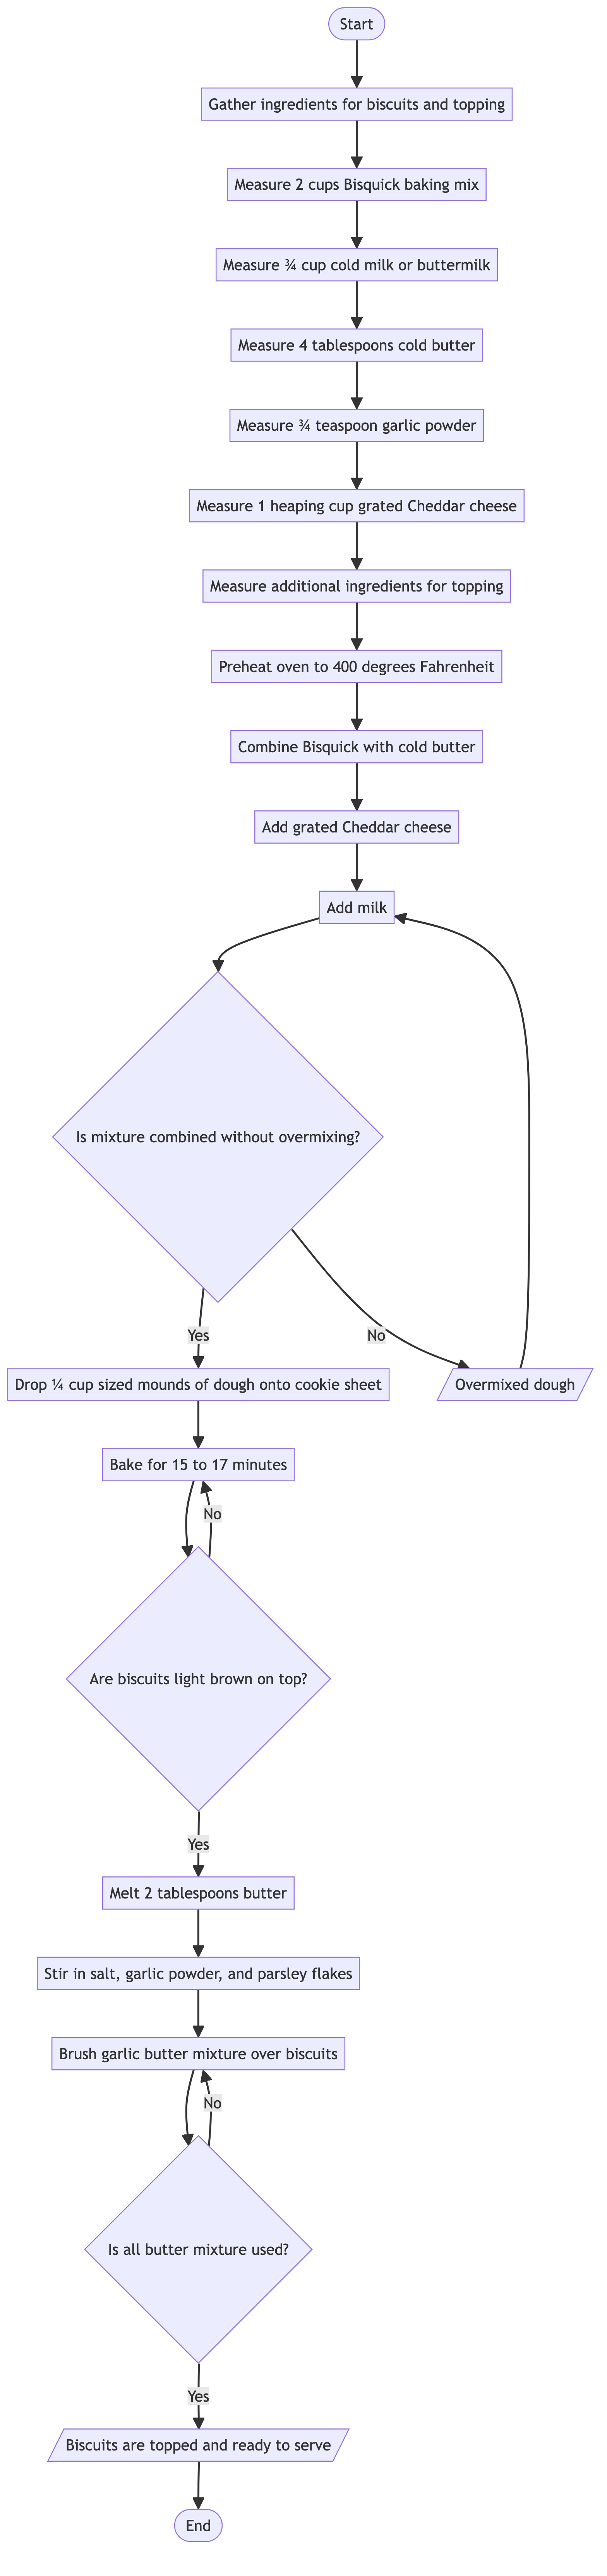 Start
Gather ingredients for biscuits and topping
Measure 2 cups Bisquick baking mix
Measure ¾ cup cold milk or buttermilk
Measure 4 tablespoons cold butter
Measure ¾ teaspoon garlic powder
Measure 1 heaping cup grated Cheddar cheese
Measure additional ingredients for topping
Preheat oven to 400 degrees Fahrenheit
Combine Bisquick with cold butter
Add grated Cheddar cheese
Add milk
Is mixture combined without overmixing?
Yes
No
Drop ¼ cup sized mounds of dough onto cookie sheet
Overmixed dough
Bake for 15 to 17 minutes
No
Are biscuits light brown on top?
Yes
Melt 2 tablespoons butter
Stir in salt, garlic powder, and parsley flakes
Brush garlic butter mixture over biscuits
No
Is all butter mixture used?
Yes
Biscuits are topped and ready to serve
End